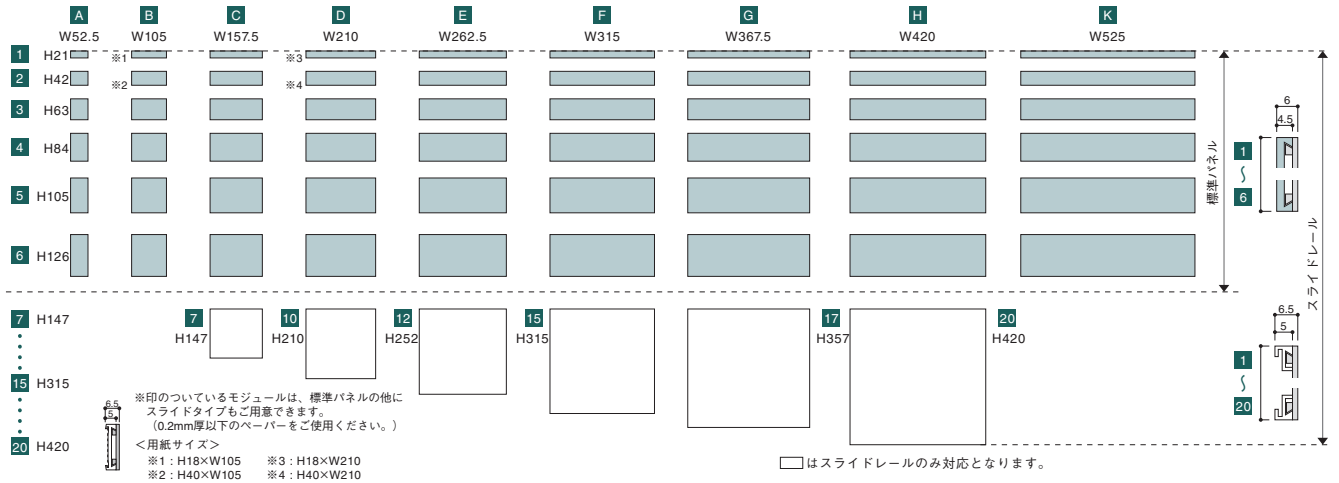 A B C D E F G H K
W52.5 W105 W157.5 W210 W262.5 W315 W367.5 W420 W525
1 H21 ※1 ※3
2 H42 ※2 ※4
3 H63
4 H84
5 H105
6 H126
標準パネル
スライドレール
6
4.5
1
〜
6
7 H147
15 H315
20 H420
7
H147
10
H210
12
H252
15
H315
17
H357
20
H420
6.5
5
1
〜
20
6.5
5
※印のついているモジュールは、標準パネルの他に
スライドタイプもご用意できます。
（0.2mm厚以下のペーパーをご使用ください。）
＜用紙サイズ＞
※1：H18×W105 ※3：H18×W210
※2：H40×W105 ※4：H40×W210
はスライドレールのみ対応となります。